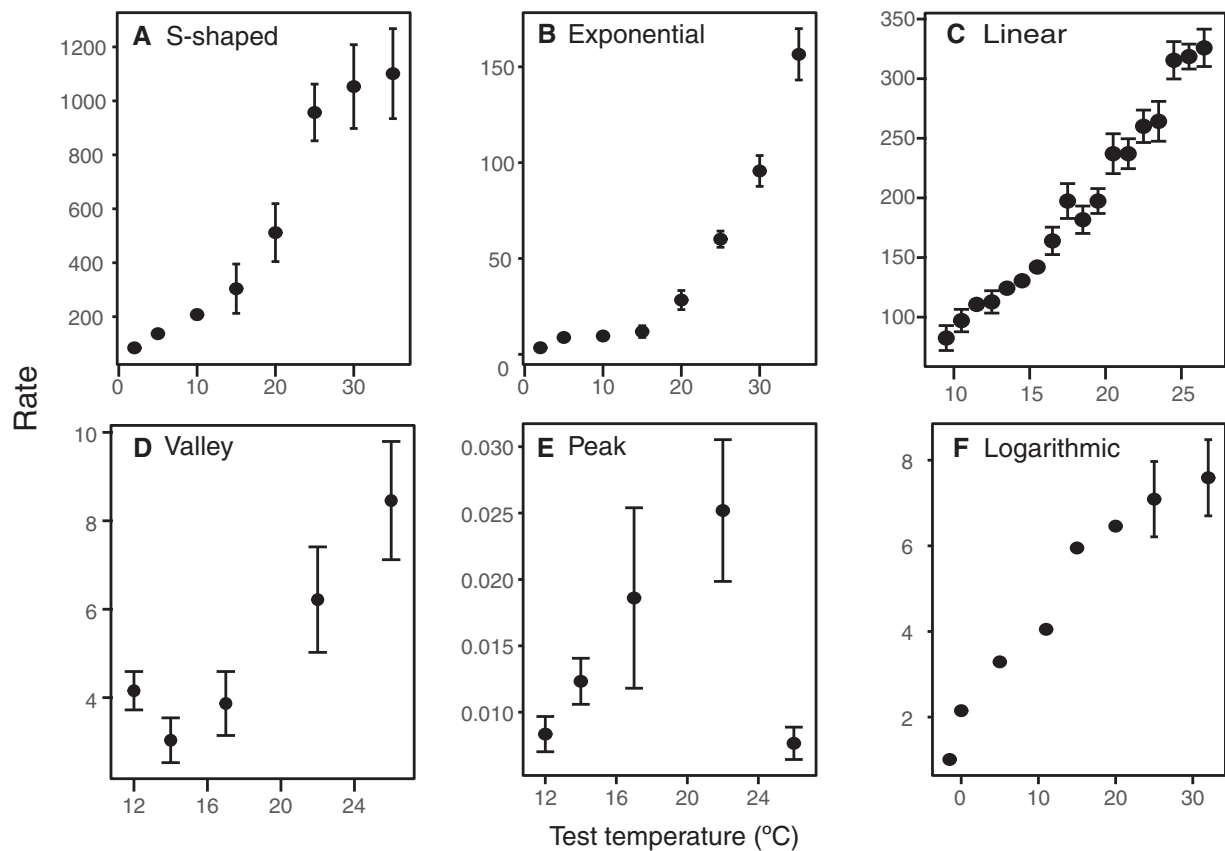 A S-shaped
1200
1000
800
600
400
200
0 10 20 30
B Exponential
150
100
50
0
0 10 20 30
C Linear
350
300
250
200
150
100
10 15 20 25
Rate
D Valley
10
8
6
4
12 16 20 24
E Peak
0.030
0.025
0.020
0.015
0.010
12 16 20 24
F Logarithmic
8
6
4
2
0 10 20 30
Test temperature (ºC)